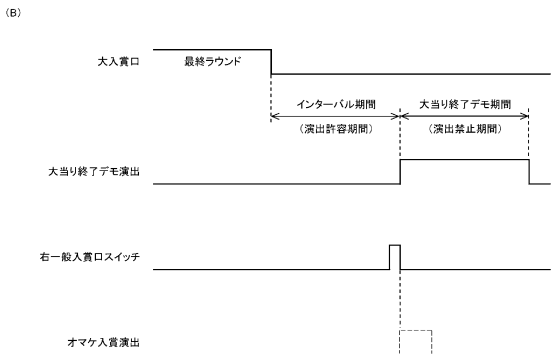 (B)
大入賞口
最終ラウンド
インターバル期間
大当り終了デモ期間
(演出許容期間)
(演出禁止期間)
大当り終了デモ演出
右一般入賞口スイッチ
オマケ入賞演出